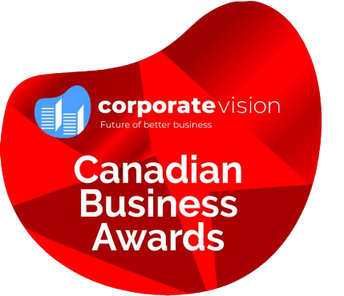 corporatevision
Future of better business
Canadian
Business
Awards